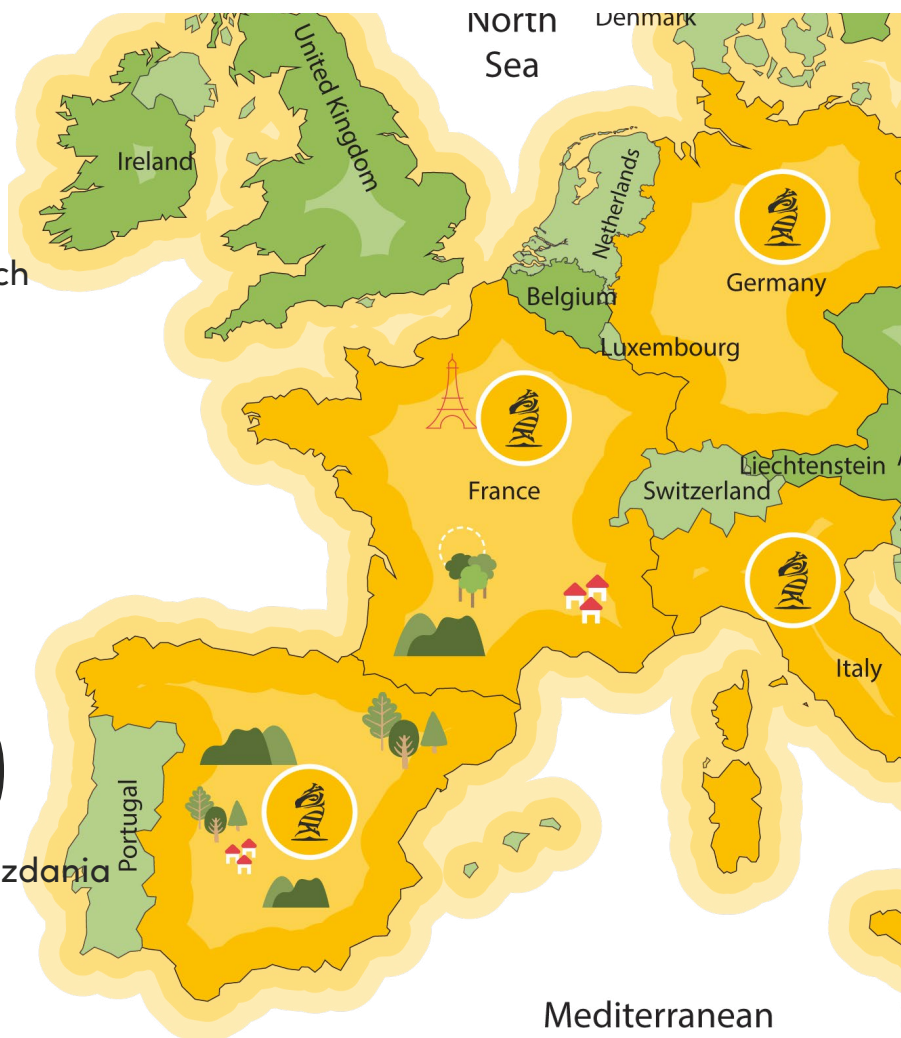 North
Sea
Denmark
United Kingdom
Ireland
Netherlands
ch
Germany
Belgium
Luxembourg
Liechtenstein
Switzerland
France
Italy
Portugal
zdania
Mediterranean